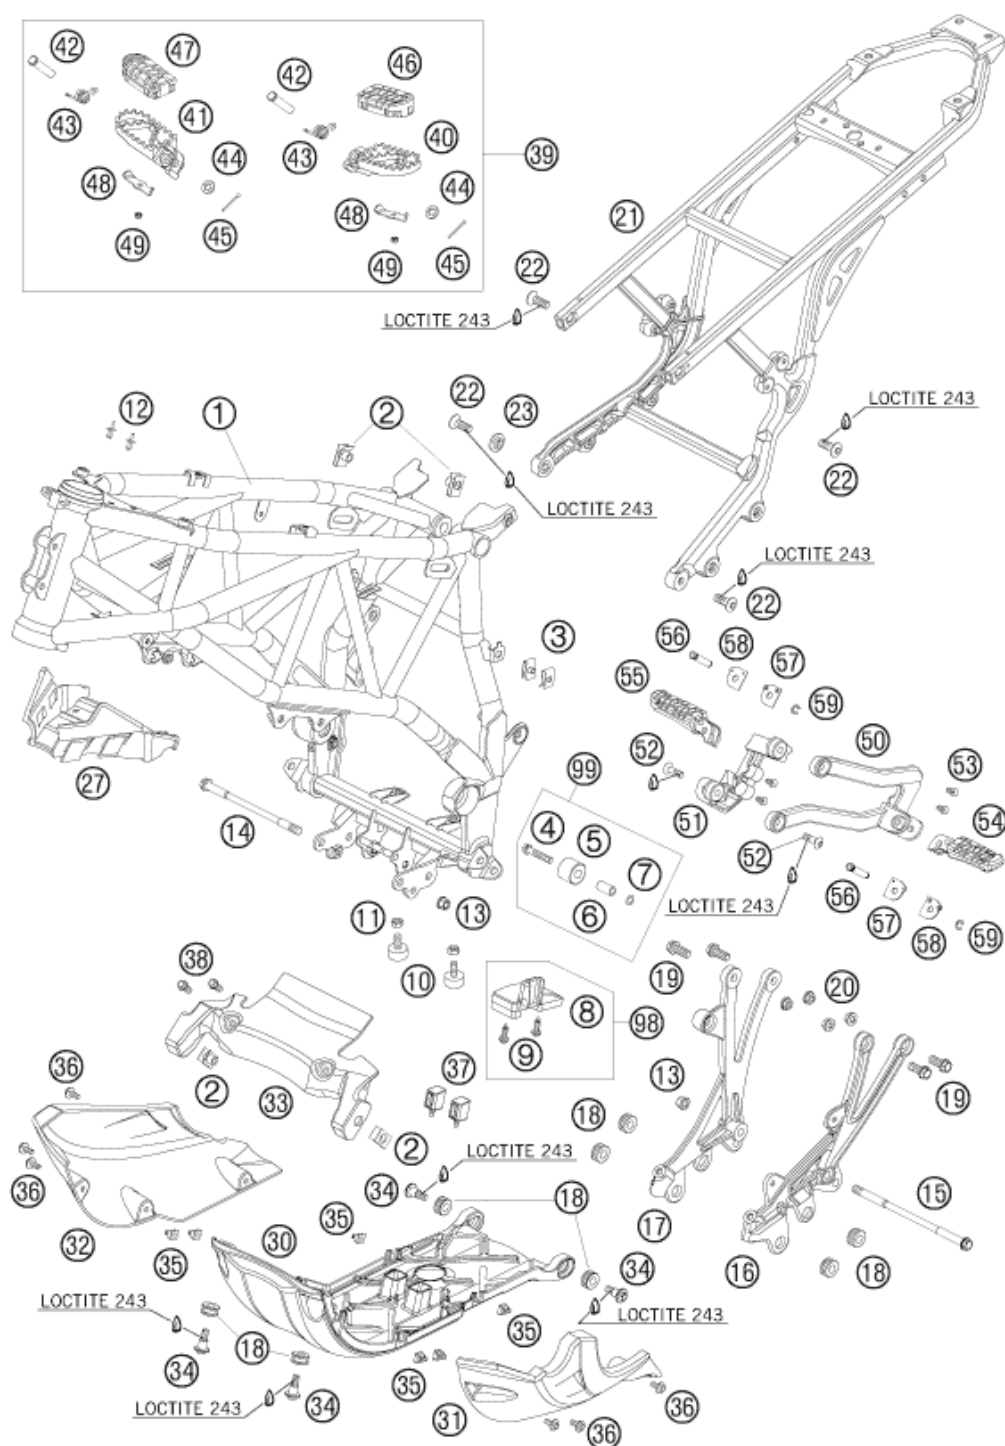 42 47 42 46
43 41 43 40
44 39
48 44
48
49 45 49 45
21
22
LOCTITE 243
12 1 2 22 23
LOCTITE 243
22
LOCTITE 243
LOCTITE 243
22
3
56 58 57
55 59
50
52 53
99
27 14 51 54
4 5
7 52
6 56
LOCTITE 243
57 58 59
11 13
38 10 19
8 98 20
9
36 2 33 37 13 19
18
2
LOCTITE 243
34 18 15
36 32 35 35 30 17 16 18
34
LOCTITE 243
LOCTITE 243
18 35
34 35
36
LOCTITE 243
34 31 36